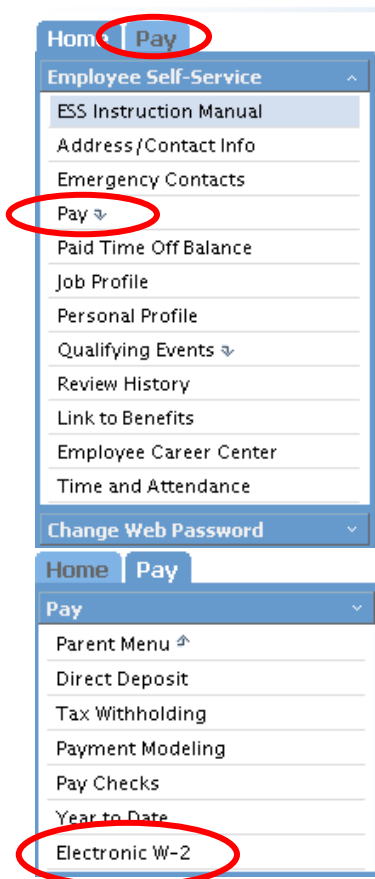 Home Pay
Employee Self-Service
ESS Instruction Manual
Address/Contact Info
Emergency Contacts
Pay
Paid Time Off Balance
Job Profile
Personal Profile
Qualifying Events
Review History
Link to Benefits
Employee Career Center
Time and Attendance
Change Web Password
Home Pay
Pay
Parent Menu
Direct Deposit
Tax Withholding
Payment Modeling
Pay Checks
Year to Date
Electronic W-2